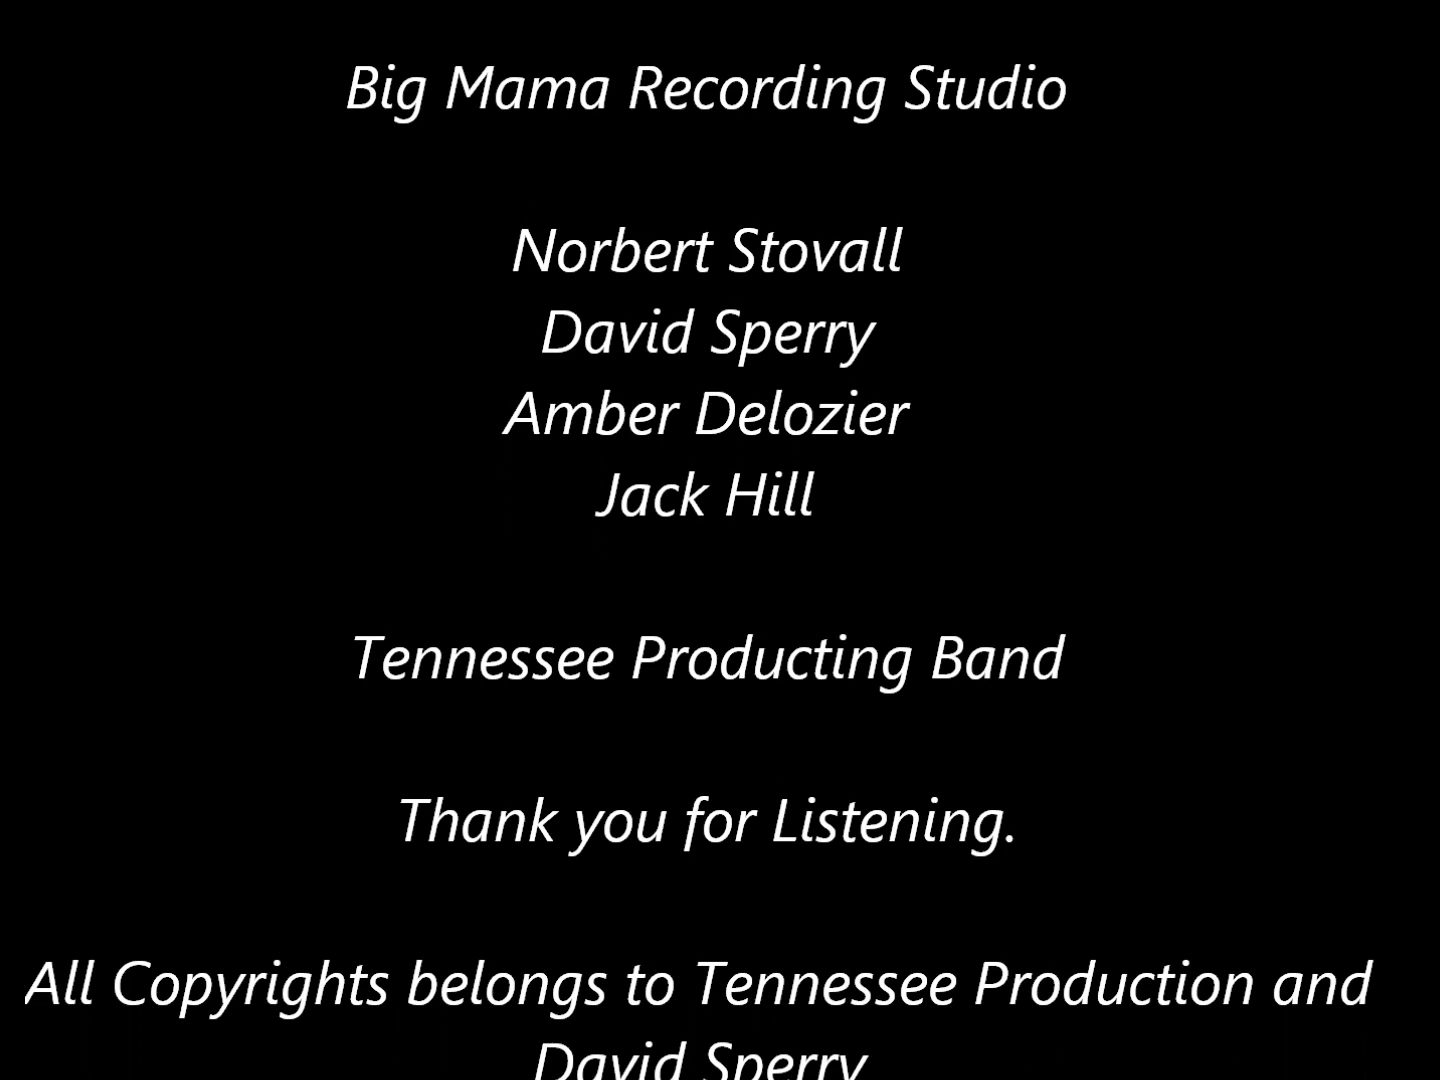 Big Mama Recording Studio
Norbert Stovall
David Sperry
Amber Delozier
Jack Hill
Tennessee Producting Band
Thank you for Listening.
All Copyrights belongs to Tennessee Production and
David Sperry